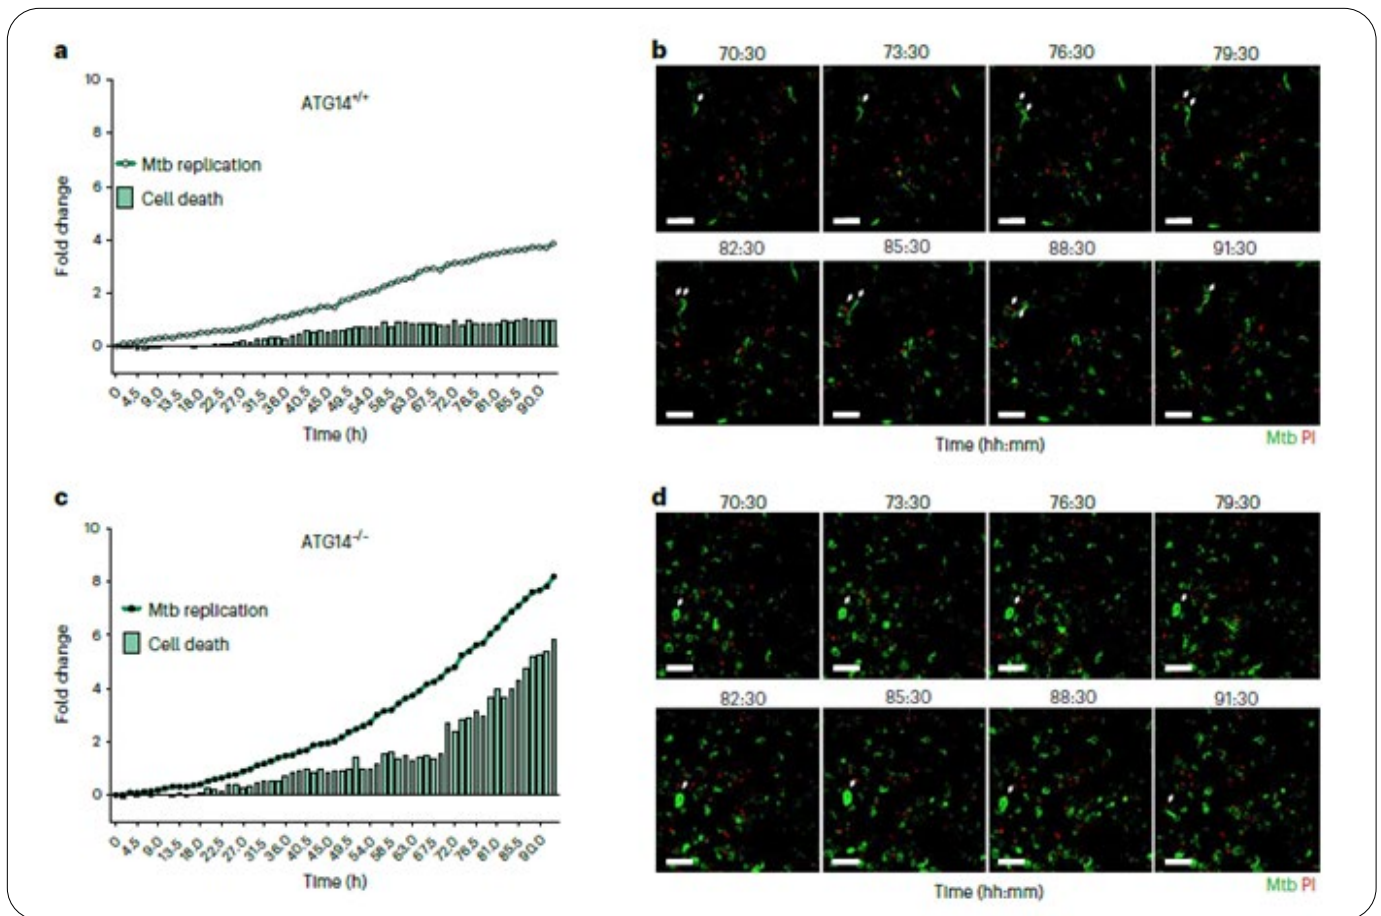 a
ATG14+/+
Mtb replication
Cell death
Fold change
10
8
6
4
2
0
0 4.5 9.0 13.5 18.0 22.5 27.0 31.5 36.0 40.5 45.0 49.5 54.0 58.5 63.0 67.5 72.0 76.5 81.0 85.5 90.0
Time (h)
b
70:30 73:30 76:30 79:30
82:30 85:30 88:30 91:30
Time (hh:mm)
Mtb PI
c
ATG14-/-
Mtb replication
Cell death
Fold change
10
8
6
4
2
0
0 4.5 9.0 13.5 18.0 22.5 27.0 31.5 36.0 40.5 45.0 49.5 54.0 58.5 63.0 67.5 72.0 76.5 81.0 85.5 90.0
Time (h)
d
70:30 73:30 76:30 79:30
82:30 85:30 88:30 91:30
Time (hh:mm)
Mtb PI